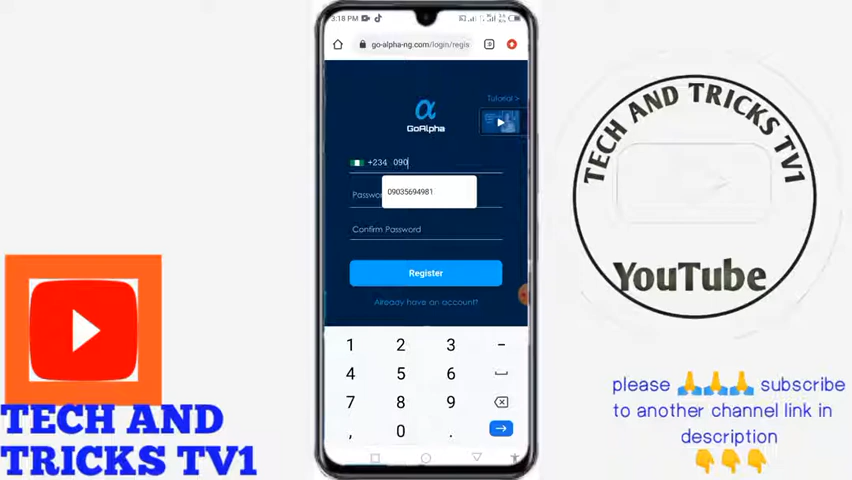 3:18 PM
go-alpha-ng.com/login/regis
Tutorial >
α
GoAlpha
+234 090
09035694981
Passwo
Confirm Password
Register
Already have an account?
1 2 3 -
4 5 6
7 8 9
, 0 .
TECH AND
TRICKS TV1
TECH AND TRICKS TV1
YouTube
please 🙏🙏🙏 subscribe
to another channel link in
description
👇👇👇